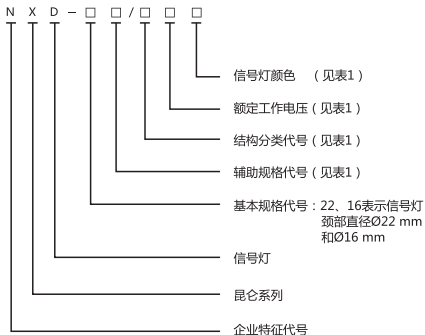 N X D - □ □ / □ □ □
信号灯颜色 （见表1）
额定工作电压（见表1）
结构分类代号（见表1）
辅助规格代号（见表1）
基本规格代号：22、16表示信号灯
颈部直径Ø22 mm
和Ø16 mm
信号灯
昆仑系列
企业特征代号